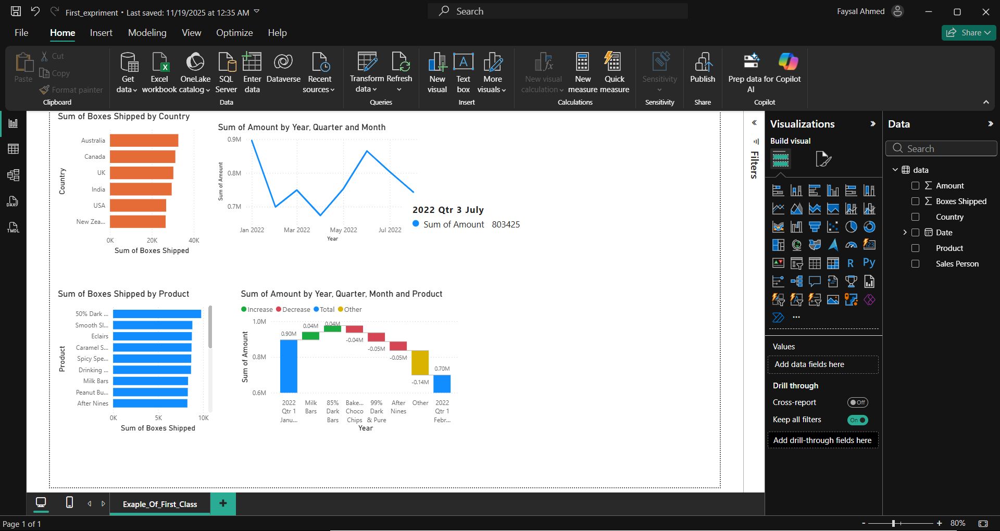 First_expriment • Last saved: 11/19/2025 at 12:35 AM
Search
Faysal Ahmed
File Home Insert Modeling View Optimize Help
Share
Paste
Cut
Copy
Format painter
Clipboard
Get data
Excel workbook
OneLake catalog
SQL Server
Enter data
Dataverse
Recent sources
Data
Transform data
Refresh
Queries
New visual
Text box
More visuals
Insert
New visual calculation
New measure
Quick measure
Calculations
Sensitivity
Sensitivity
Publish
Share
Prep data for AI
Copilot
Copilot
DAX
TMDL
Sum of Boxes Shipped by Country
Country
Australia
Canada
UK
India
USA
New Zea...
0K 20K 40K
Sum of Boxes Shipped
Sum of Amount by Year, Quarter and Month
Sum of Amount
0.9M
0.8M
0.7M
Jan 2022 Mar 2022 May 2022 Jul 2022
Year
2022 Qtr 3 July
Sum of Amount 803425
Sum of Boxes Shipped by Product
Product
50% Dark ...
Smooth Sl...
Eclairs
Caramel S...
Spicy Spe...
Drinking ...
Milk Bars
Peanut Bu...
After Nines
0K 5K 10K
Sum of Boxes Shipped
Sum of Amount by Year, Quarter, Month and Product
Increase Decrease Total Other
Sum of Amount
1.0M
0.8M
0.6M
0.90M
0.04M
0.04M
-0.04M
-0.05M
-0.05M
-0.14M
0.70M
2022 Qtr 1 Janu...
Milk Bars
85% Dark Bars
Bake... Choco Chips
99% Dark & Pure
After Nines
Other
2022 Qtr 1 Febr...
Year
Filters
Visualizations
Build visual
123
R
Py
Values
Add data fields here
Drill through
Cross-report
Off
Keep all filters
On
Add drill-through fields here
Data
Search
data
Amount
Boxes Shipped
Country
Date
Product
Sales Person
Exaple_Of_First_Class
Page 1 of 1
80%